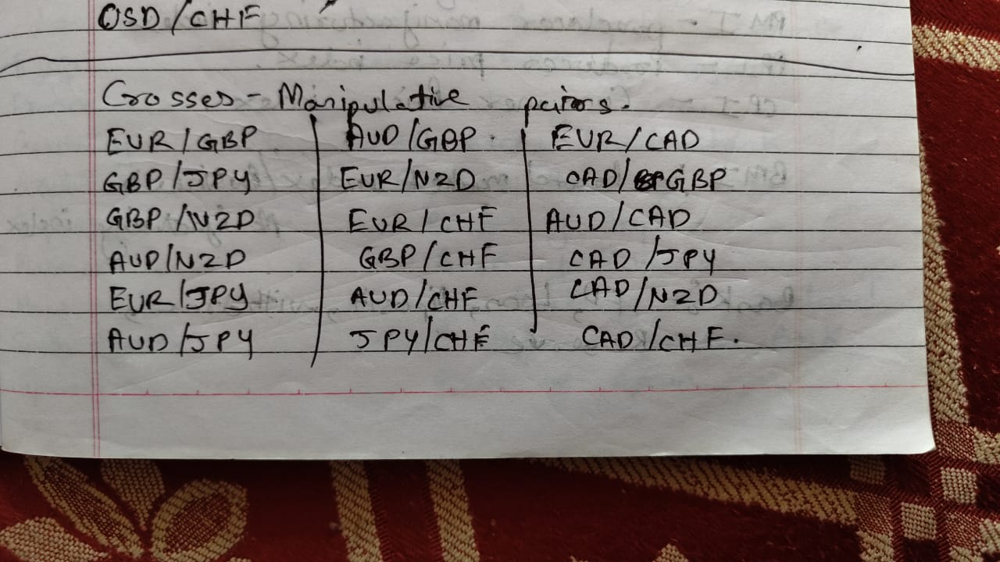 USD/CHF
Crosses - Manipulative pairs.
EUR/GBP | AUD/GBP. | EUR/CAD
GBP/JPY | EUR/NZD | CAD/GBP
GBP/NZD | EUR/CHF | AUD/CAD
AUD/NZD | GBP/CHF | CAD/JPY
EUR/JPY | AUD/CHF | CAD/NZD
AUD/JPY | JPY/CHF | CAD/CHF.